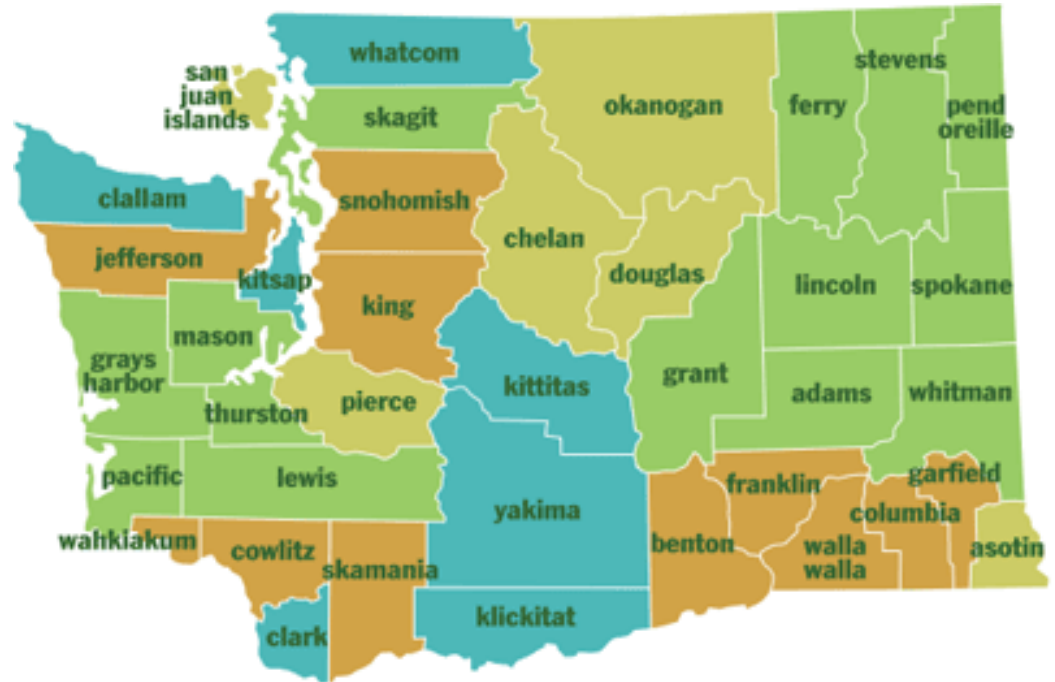 whatcom
san
juan
islands
skagit
okanogan
ferry
stevens
pend
oreille
clallam
snohomish
chelan
jefferson
kitsap
douglas
lincoln
spokane
king
mason
grays
harbor
kittitas
grant
adams
whitman
thurston
pierce
pacific
lewis
yakima
franklin
garfield
columbia
wahkiakum
cowlitz
skamania
benton
walla
walla
asotin
clark
klickitat